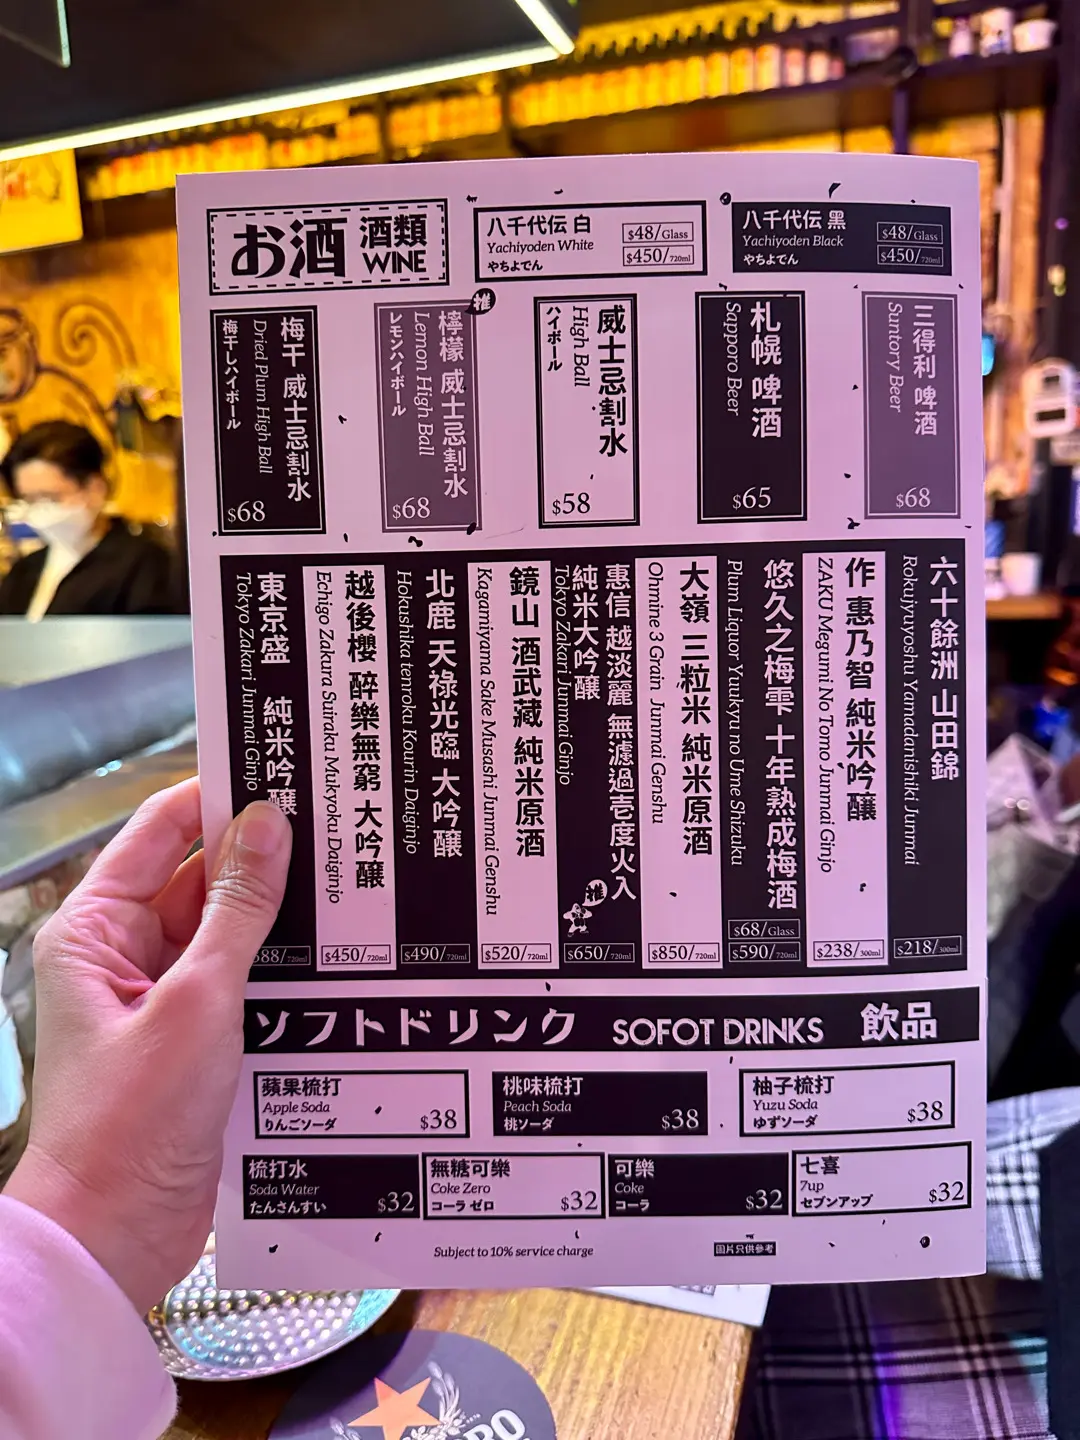 お酒 酒類
WINE
八千代伝 白
Yachiyoden White
やちよでん
$48/Glass
$450/720ml
八千代伝 黑
Yachiyoden Black
やちよでん
$48/Glass
$450/720ml
梅干 威士忌割水
Dried Plum High Ball
梅干しハイボール
$68
推
檸檬 威士忌割水
Lemon High Ball
レモンハイボール
$68
威士忌割水
High Ball
ハイボール
$58
札幌 啤酒
Sapporo Beer
$65
三得利 啤酒
Suntory Beer
$68
東京盛 純米吟醸
Tokyo Zakari Junmai Ginjo
88/720ml
越後櫻 醉樂無窮 大吟醸
Echigo Zakura Suiraku Mukyoku Daiginjo
$450/720ml
北鹿 天祿光臨 大吟醸
Hokushika tenroku Kourin Daiginjo
$490/720ml
鏡山 酒武藏 純米原酒
Kagamiyama Sake Musashi Junmai Genshu
$520/720ml
惠信 越淡麗 無濾過壱度火入
純米大吟醸
Tokyo Zakari Junmai Ginjo
推
$650/720ml
大嶺 三粒米 純米原酒
Ohmine 3 Grain Junmai Genshu
$850/720ml
悠久之梅雫 十年熟成梅酒
Plum Liquor Yuukyu no Ume Shizuku
$68/Glass
$590/720ml
作 惠乃智 純米吟醸
ZAKU Megumi No Tomo Junmai Ginjo
$238/300ml
六十餘洲 山田錦
Rokujyuyoshu Yamadanishiki Junmai
$218/300ml
ソフトドリンク SOFOT DRINKS 飲品
蘋果梳打
Apple Soda
りんごソーダ
$38
桃味梳打
Peach Soda
桃ソーダ
$38
柚子梳打
Yuzu Soda
ゆずソーダ
$38
梳打水
Soda Water
たんさんすい
$32
無糖可樂
Coke Zero
コーラ ゼロ
$32
可樂
Coke
コーラ
$32
七喜
7up
セブンアップ
$32
Subject to 10% service charge
圖片只供參考